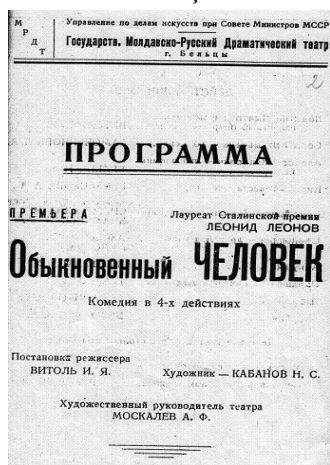 М
Р
Д
Т
Управление по делам искусств при Совете Министров МССР
Государств. Молдавско-Русский Драматический театр
г. Бельцы
2
ПРОГРАММА
ПРЕМЬЕРА
Лауреат Сталинской премии
ЛЕОНИД ЛЕОНОВ
Обыкновенный ЧЕЛОВЕК
Комедия в 4-х действиях
Постановка режиссера
ВИТОЛЬ И. Я.
Художник — КАБАНОВ Н. С.
Художественный руководитель театра
МОСКАЛЕВ А. Ф.